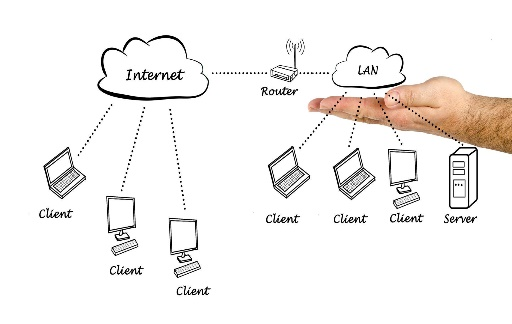 Internet
LAN
Router
Client
Client
Client
Client
Client
Client
Server